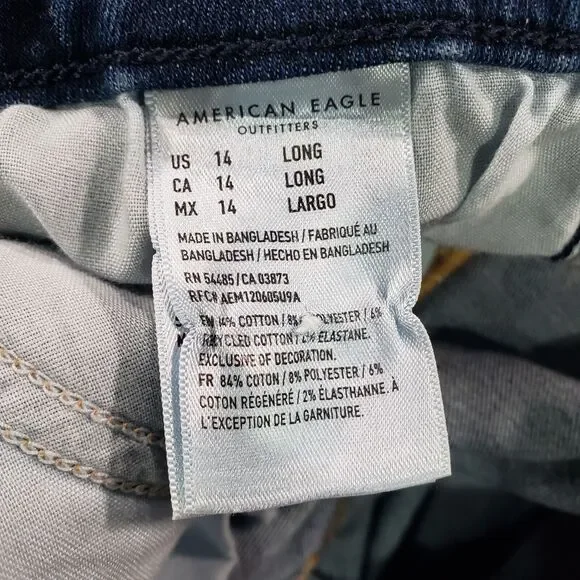 AMERICAN EAGLE
OUTFITTERS
US 14 LONG
CA 14 LONG
MX 14 LARGO
MADE IN BANGLADESH / FABRIQUÉ AU
BANGLADESH / HECHO EN BANGLADESH
RN 54485/CA 03873
RFC# AEM120605U9A
EN 84% COTTON / 8% POLYESTER / 6%
RECYCLED COTTON / 2% ELASTANE.
EXCLUSIVE OF DECORATION.
FR 84% COTON / 8% POLYESTER / 6%
COTON RÉGÉNÉRÉ / 2% ÉLASTHANNE. À
L'EXCEPTION DE LA GARNITURE.